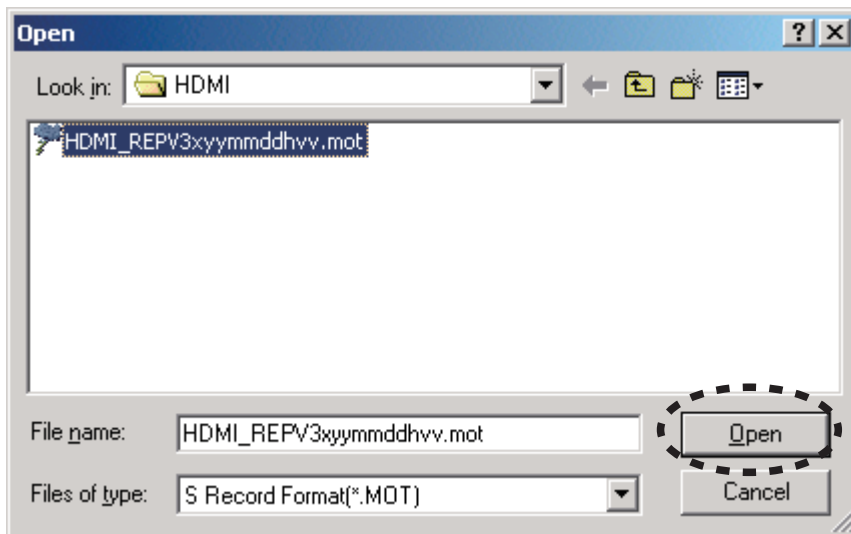 Open
Look in: HDMI
HDMI_REPV3xyymmddhvv.mot
File name: HDMI_REPV3xyymmddhvv.mot Open
Files of type: S Record Format(*.MOT) Cancel